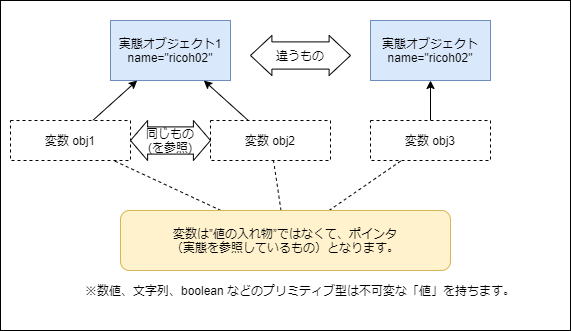 実態オブジェクト1
name="ricoh02"
違うもの
実態オブジェクト
name="ricoh02"
変数 obj1
同じもの
(を参照)
変数 obj2
変数 obj3
変数は"値の入れ物"ではなくて、ポインタ
（実態を参照しているもの）となります。
※数値、文字列、boolean などのプリミティブ型は不可変な「値」を持ちます。